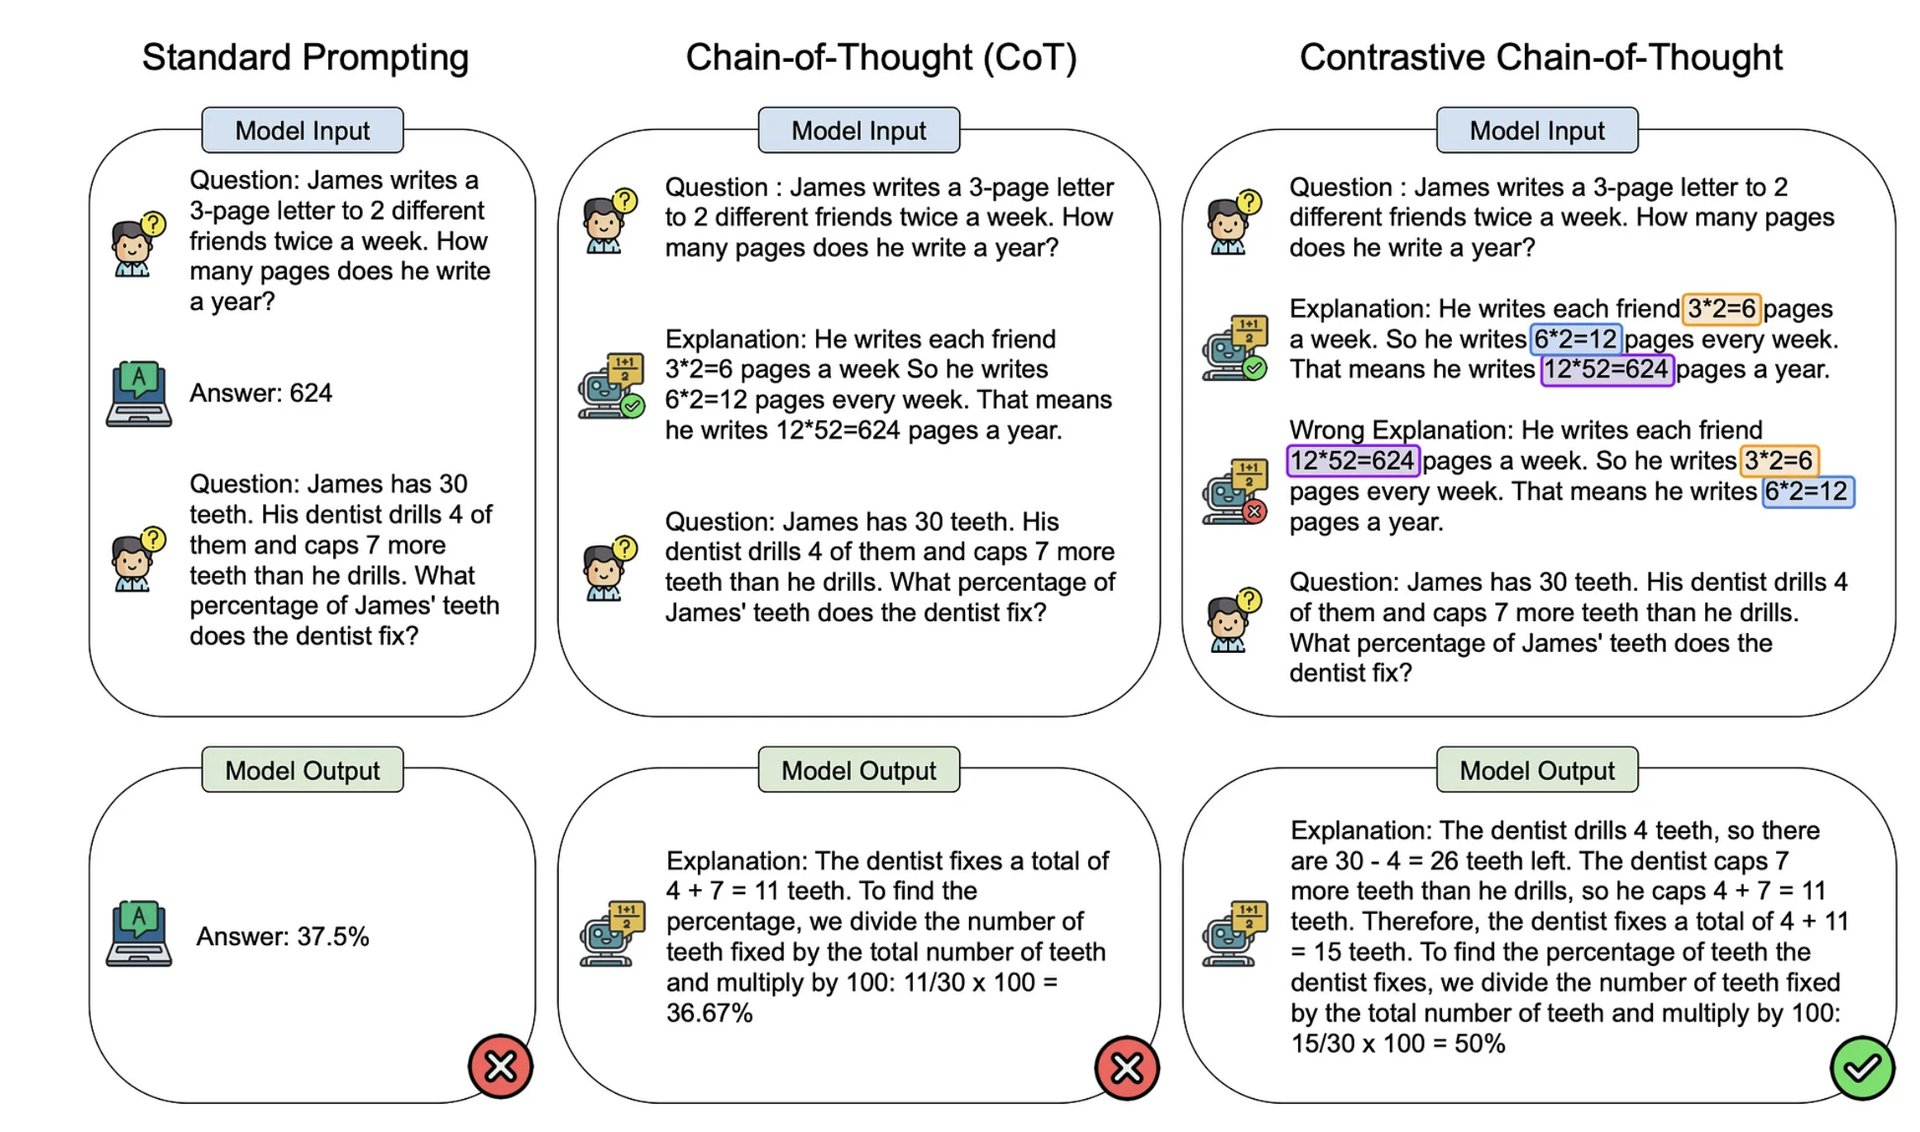 Standard Prompting
Model Input
Question: James writes a
3-page letter to 2 different
friends twice a week. How
many pages does he write
a year?
A
Answer: 624
Question: James has 30
teeth. His dentist drills 4 of
them and caps 7 more
teeth than he drills. What
percentage of James' teeth
does the dentist fix?
Model Output
A
Answer: 37.5%
Chain-of-Thought (CoT)
Model Input
Question : James writes a 3-page letter
to 2 different friends twice a week. How
many pages does he write a year?
1+1
2
Explanation: He writes each friend
3*2=6 pages a week So he writes
6*2=12 pages every week. That means
he writes 12*52=624 pages a year.
Question: James has 30 teeth. His
dentist drills 4 of them and caps 7 more
teeth than he drills. What percentage of
James' teeth does the dentist fix?
Model Output
1+1
2
Explanation: The dentist fixes a total of
4 + 7 = 11 teeth. To find the
percentage, we divide the number of
teeth fixed by the total number of teeth
and multiply by 100: 11/30 x 100 =
36.67%
Contrastive Chain-of-Thought
Model Input
Question : James writes a 3-page letter to 2
different friends twice a week. How many pages
does he write a year?
1+1
2
Explanation: He writes each friend 3*2=6 pages
a week. So he writes 6*2=12 pages every week.
That means he writes 12*52=624 pages a year.
1+1
2
Wrong Explanation: He writes each friend
12*52=624 pages a week. So he writes 3*2=6
pages every week. That means he writes 6*2=12
pages a year.
Question: James has 30 teeth. His dentist drills 4
of them and caps 7 more teeth than he drills.
What percentage of James' teeth does the
dentist fix?
Model Output
1+1
2
Explanation: The dentist drills 4 teeth, so there
are 30 - 4 = 26 teeth left. The dentist caps 7
more teeth than he drills, so he caps 4 + 7 = 11
teeth. Therefore, the dentist fixes a total of 4 + 11
= 15 teeth. To find the percentage of teeth the
dentist fixes, we divide the number of teeth fixed
by the total number of teeth and multiply by 100:
15/30 x 100 = 50%